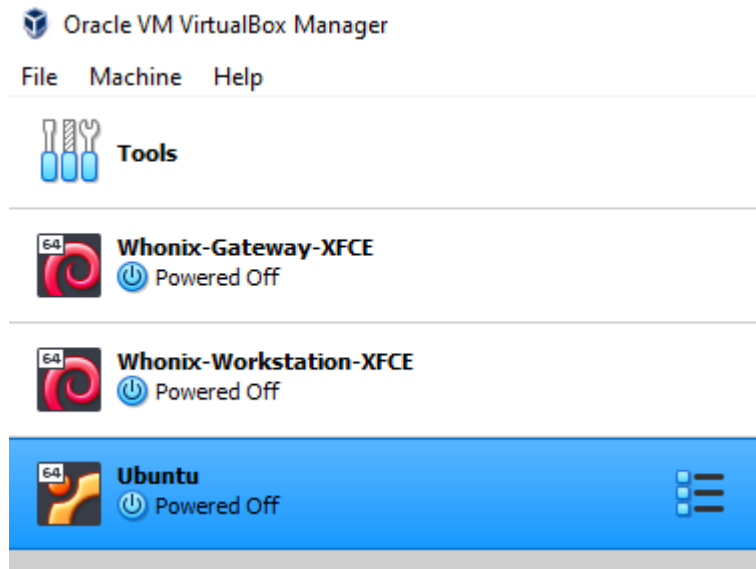 Oracle VM VirtualBox Manager
File Machine Help
Tools
64
Whonix-Gateway-XFCE
Powered Off
64
Whonix-Workstation-XFCE
Powered Off
64
Ubuntu
Powered Off